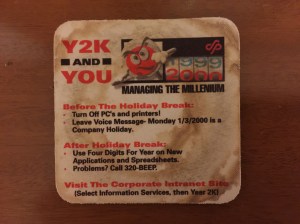 Y2K
AND
YOU
1999
2000
MANAGING THE MILLENIUM
Before The Holiday Break:
• Turn Off PC's and printers!
• Leave Voice Message- Monday 1/3/2000 is a
Company Holiday.
After Holiday Break:
• Use Four Digits For Year on New
Applications and Spreadsheets.
• Problems? Call 320-BEEP.
Visit The Corporate Intranet Site
(Select Information Services, then Year 2K)